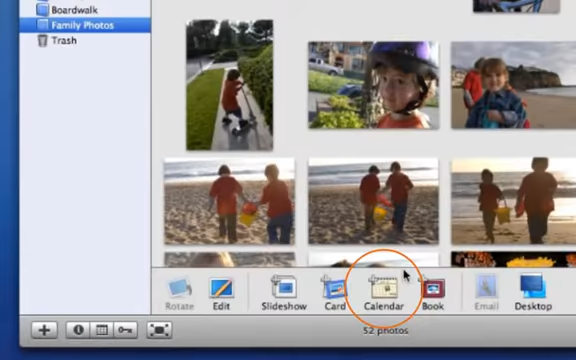 Boardwalk
Family Photos
Trash
Rotate Edit Slideshow Card Calendar Book Email Desktop
52 photos